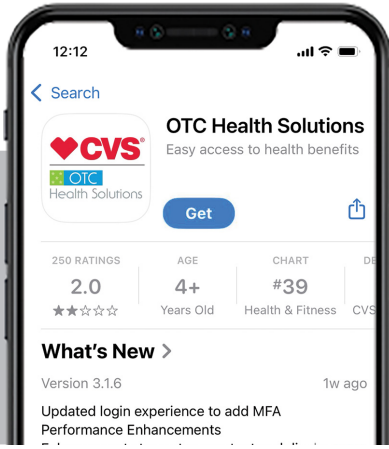 12:12
Search
OTC Health Solutions
Easy access to health benefits
CVS
OTC
Health Solutions
Get
250 RATINGS
2.0
AGE
4+
Years Old
CHART
#39
Health & Fitness
DE
CVS
What's New
Version 3.1.6
1w ago
Updated login experience to add MFA
Performance Enhancements